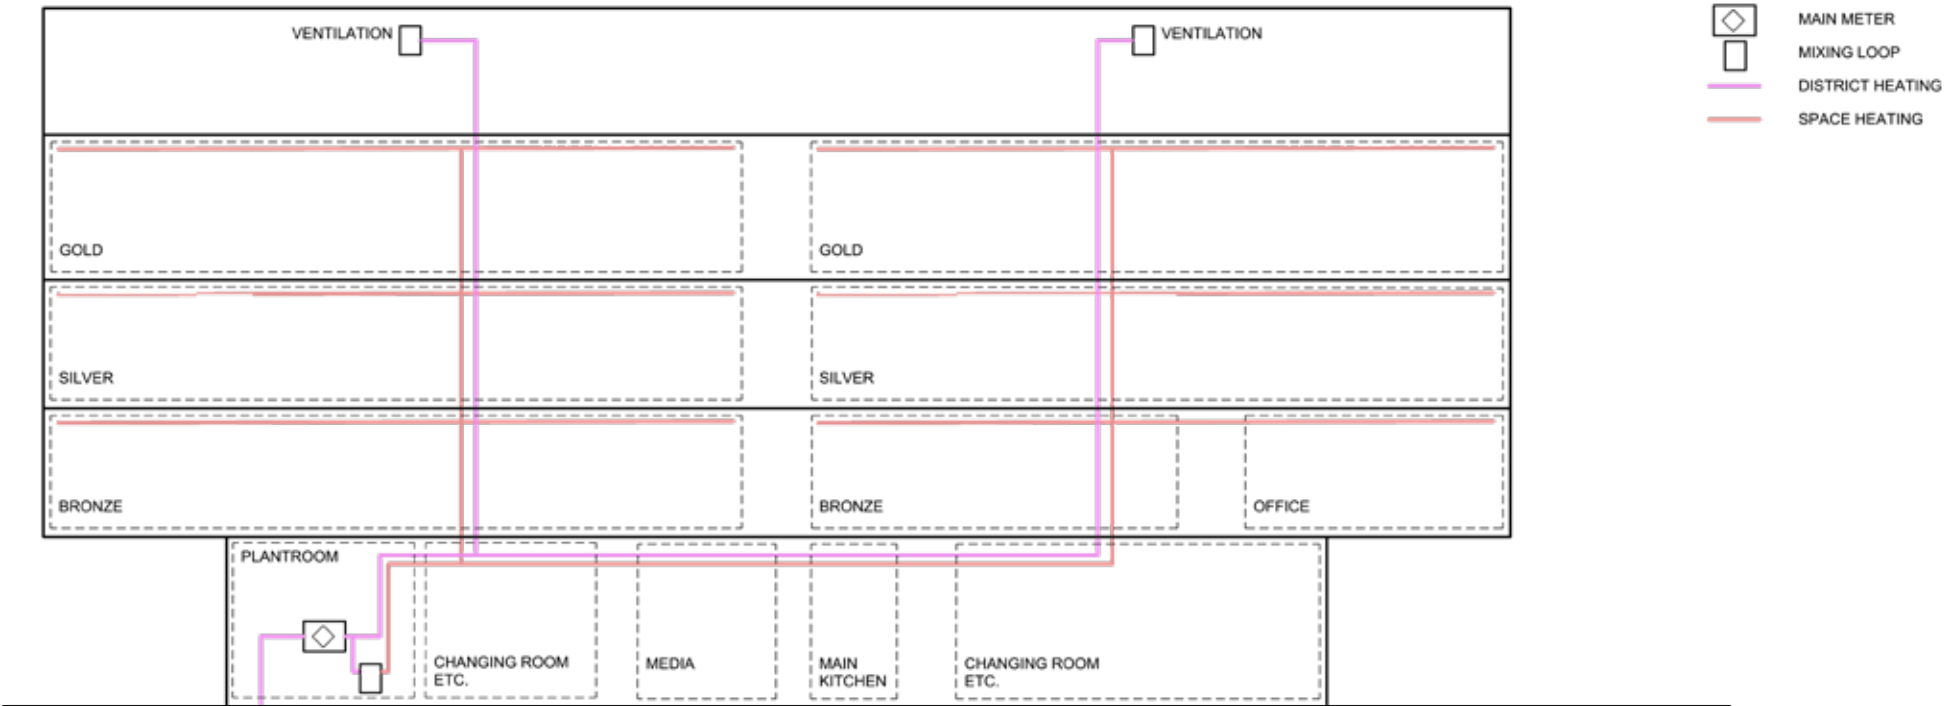 VENTILATION
VENTILATION
MAIN METER
MIXING LOOP
DISTRICT HEATING
SPACE HEATING
GOLD
GOLD
SILVER
SILVER
BRONZE
BRONZE
OFFICE
PLANTROOM
CHANGING ROOM
ETC.
MEDIA
MAIN
KITCHEN
CHANGING ROOM
ETC.